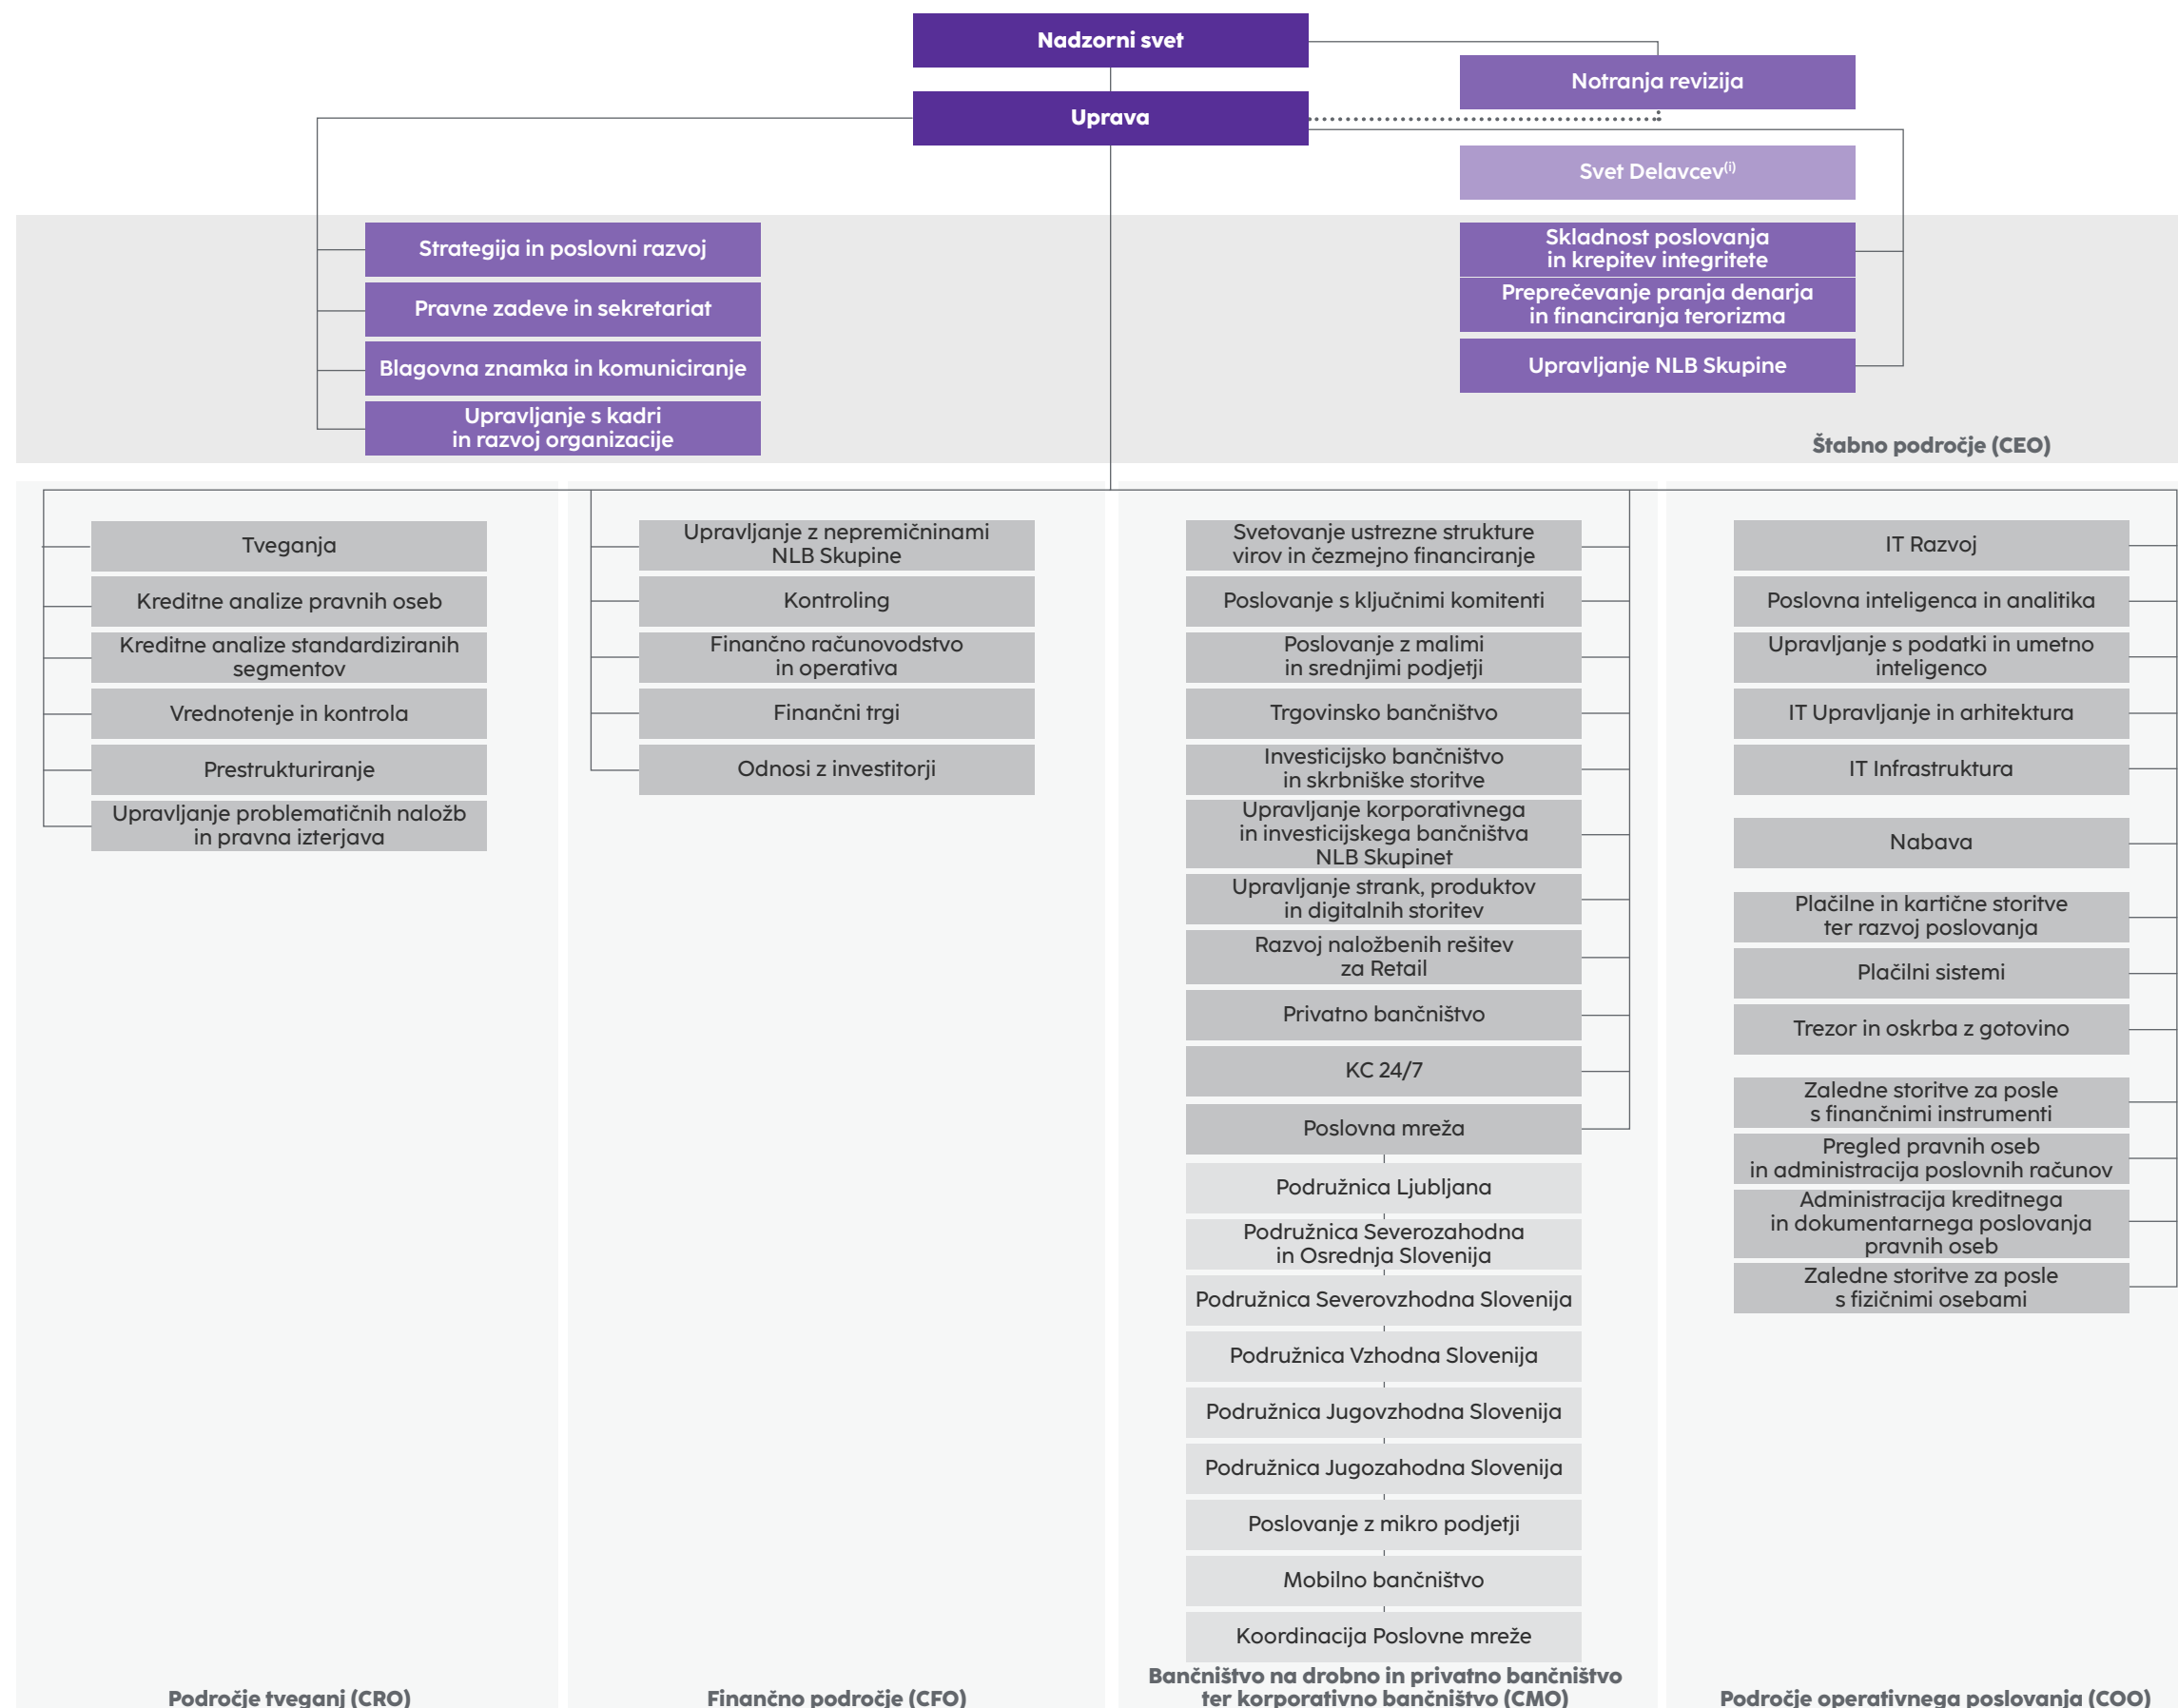 Nadzorni svet
Notranja revizija
Uprava
Svet Delavcev(i)
Strategija in poslovni razvoj
Pravne zadeve in sekretariat
Blagovna znamka in komuniciranje
Upravljanje s kadri
in razvoj organizacije
Skladnost poslovanja
in krepitev integritete
Preprečevanje pranja denarja
in financiranja terorizma
Upravljanje NLB Skupine
Štabno področje (CEO)
Tveganja
Kreditne analize pravnih oseb
Kreditne analize standardiziranih
segmentov
Vrednotenje in kontrola
Prestrukturiranje
Upravljanje problematičnih naložb
in pravna izterjava
Področje tveganj (CRO)
Upravljanje z nepremičninami
NLB Skupine
Kontroling
Finančno računovodstvo
in operativa
Finančni trgi
Odnosi z investitorji
Finančno področje (CFO)
Svetovanje ustrezne strukture
virov in čezmejno financiranje
Poslovanje s ključnimi komitenti
Poslovanje z malimi
in srednjimi podjetji
Trgovinsko bančništvo
Investicijsko bančništvo
in skrbniške storitve
Upravljanje korporativnega
in investicijskega bančništva
NLB Skupinet
Upravljanje strank, produktov
in digitalnih storitev
Razvoj naložbenih rešitev
za Retail
Privatno bančništvo
KC 24/7
Poslovna mreža
Podružnica Ljubljana
Podružnica Severozahodna
in Osrednja Slovenija
Podružnica Severovzhodna Slovenija
Podružnica Vzhodna Slovenija
Podružnica Jugovzhodna Slovenija
Podružnica Jugozahodna Slovenija
Poslovanje z mikro podjetji
Mobilno bančništvo
Koordinacija Poslovne mreže
Bančništvo na drobno in privatno bančništvo
ter korporativno bančništvo (CMO)
IT Razvoj
Poslovna inteligenca in analitika
Upravljanje s podatki in umetno
inteligenco
IT Upravljanje in arhitektura
IT Infrastruktura
Nabava
Plačilne in kartične storitve
ter razvoj poslovanja
Plačilni sistemi
Trezor in oskrba z gotovino
Zaledne storitve za posle
s finančnimi instrumenti
Pregled pravnih oseb
in administracija poslovnih računov
Administracija kreditnega
in dokumentarnega poslovanja
pravnih oseb
Zaledne storitve za posle
s fizičnimi osebami
Področje operativnega poslovanja (COO)